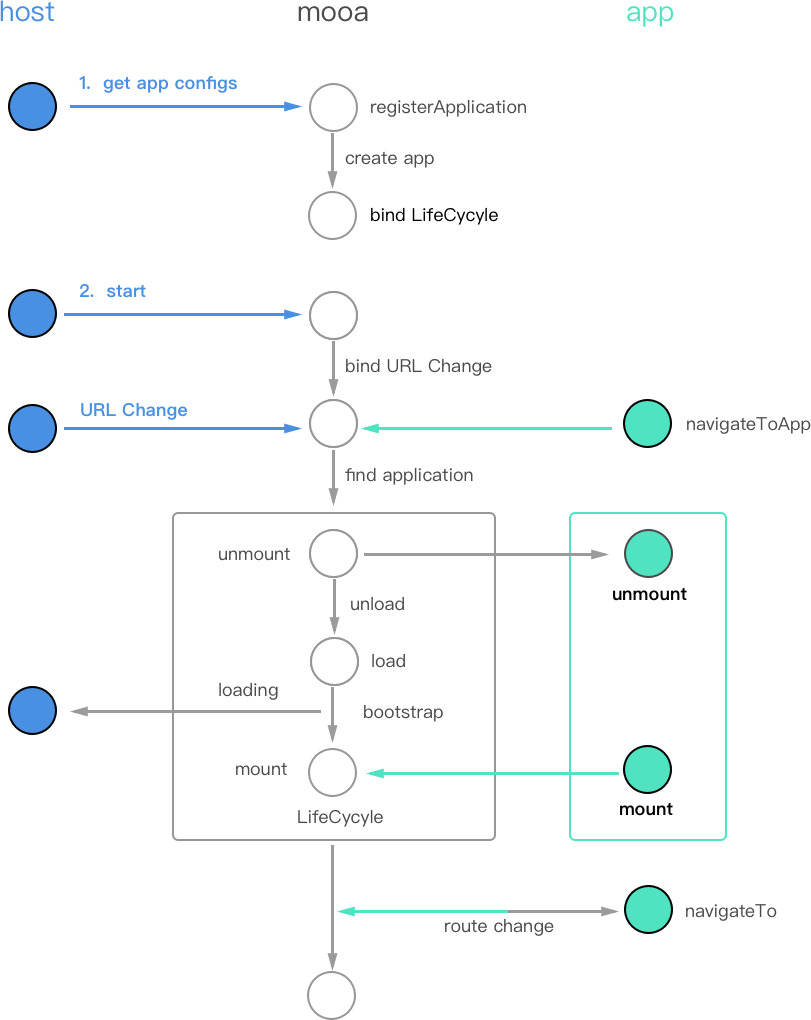 host mooa app
1. get app configs
registerApplication
create app
bind LifeCycyle
2. start
bind URL Change
URL Change
navigateToApp
find application
unmount
unmount
unload
load
loading
bootstrap
mount
mount
LifeCycyle
navigateTo
route change